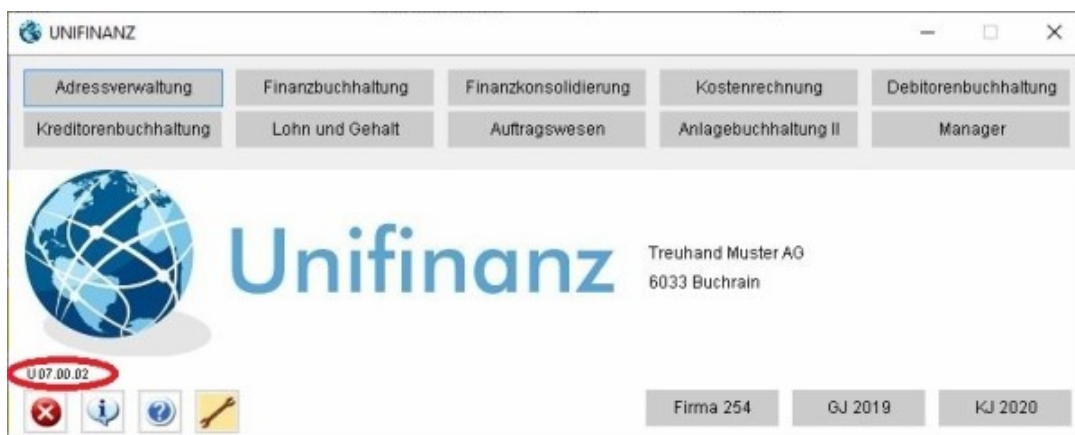 UNIFINANZ
Adressverwaltung Finanzbuchhaltung Finanzkonsolidierung Kostenrechnung Debitorenbuchhaltung
Kreditorenbuchhaltung Lohn und Gehalt Auftragswesen Anlagebuchhaltung II Manager
Unifinanz
Treuhand Muster AG
6033 Buchrain
U 07.00.02
Firma 254 GJ 2019 KJ 2020